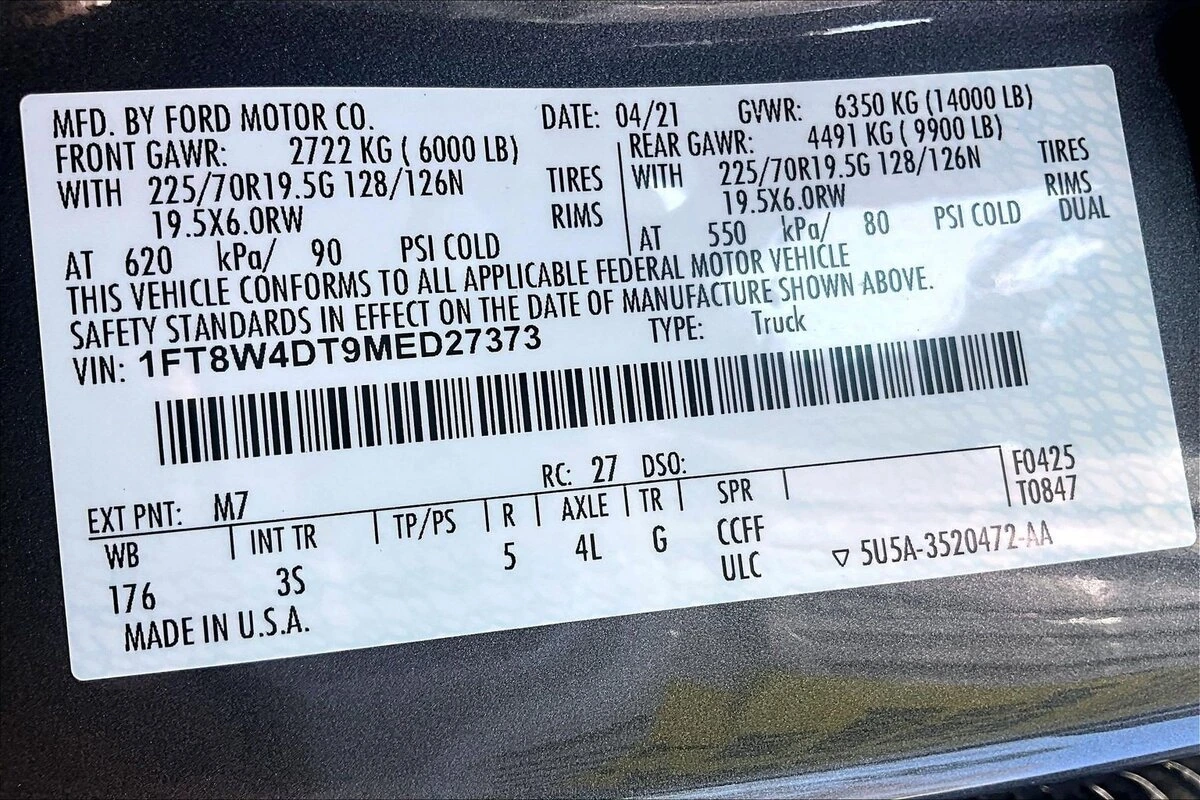 MFD. BY FORD MOTOR CO. DATE: 04/21 GVWR: 6350 KG (14000 LB)
FRONT GAWR: 2722 KG ( 6000 LB) REAR GAWR: 4491 KG ( 9900 LB)
WITH 225/70R19.5G 128/126N TIRES WITH 225/70R19.5G 128/126N TIRES
19.5X6.0RW RIMS 19.5X6.0RW RIMS
AT 620 kPa/ 90 PSI COLD AT 550 kPa/ 80 PSI COLD DUAL
THIS VEHICLE CONFORMS TO ALL APPLICABLE FEDERAL MOTOR VEHICLE
SAFETY STANDARDS IN EFFECT ON THE DATE OF MANUFACTURE SHOWN ABOVE.
VIN: 1FT8W4DT9MED27373 TYPE: Truck
EXT PNT: M7 RC: 27 DSO: F0425
WB INT TR TP/PS R AXLE TR SPR T0847
176 3S 5 4L G CCFF
ULC ▽ 5U5A-3520472-AA
MADE IN U.S.A.